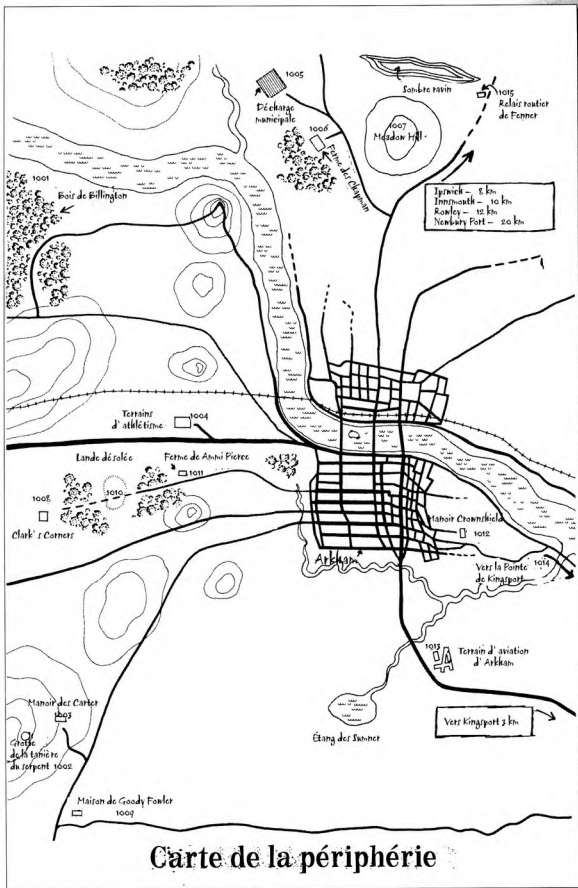 1005
Décharge
municipale
Sombre ravin
1015
Relais routier
de Fenner
1006
Ferme des Chapman
1007
Meadow Hill
1001
Bois de Billington
Ipswich – 8 km
Innsmouth – 10 km
Rowley – 12 km
Newbury Port – 20 km
Terrains
d'athlétisme
1004
Lande désolée
Ferme de Ammi Pierce
1011
1008
1010
Clark's Corners
Manoir Crownshield
1012
Arkham
Vers la Pointe
de Kingsport
1014
1013
Terrain d'aviation
d'Arkham
Manoir des Carter
1003
Vers Kingsport 3 km
Grotte
de la tanière
du serpent 1002
Étang des Sumner
Maison de Goody Fowler
1009
Carte de la périphérie